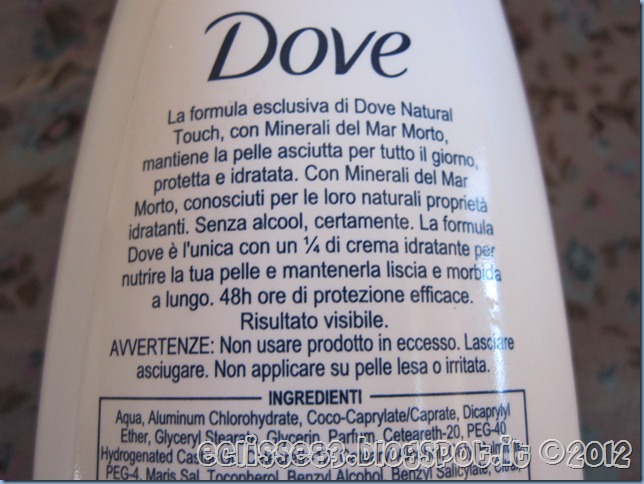 Dove
La formula esclusiva di Dove Natural
Touch, con Minerali del Mar Morto,
mantiene la pelle asciutta per tutto il giorno,
protetta e idratata. Con Minerali del Mar
Morto, conosciuti per le loro naturali proprietà
idratanti. Senza alcool, certamente. La formula
Dove è l'unica con un ¼ di crema idratante per
nutrire la tua pelle e mantenerla liscia e morbida
a lungo. 48h ore di protezione efficace.
Risultato visibile.
AVVERTENZE: Non usare prodotto in eccesso. Lasciare
asciugare. Non applicare su pelle lesa o irritata.
INGREDIENTI
Aqua, Aluminum Chlorohydrate, Coco-Caprylate/Caprate, Dicaprylyl
Ether, Glyceryl Stearate, Glycerin, Parfum, Ceteareth-20, PEG-40
Hydrogenated
PEG-4, Maris Sal, Tocopherol, Benzyl Alcohol, Benzyl Salicylate,
eclisse83.blogspot.it © 2012